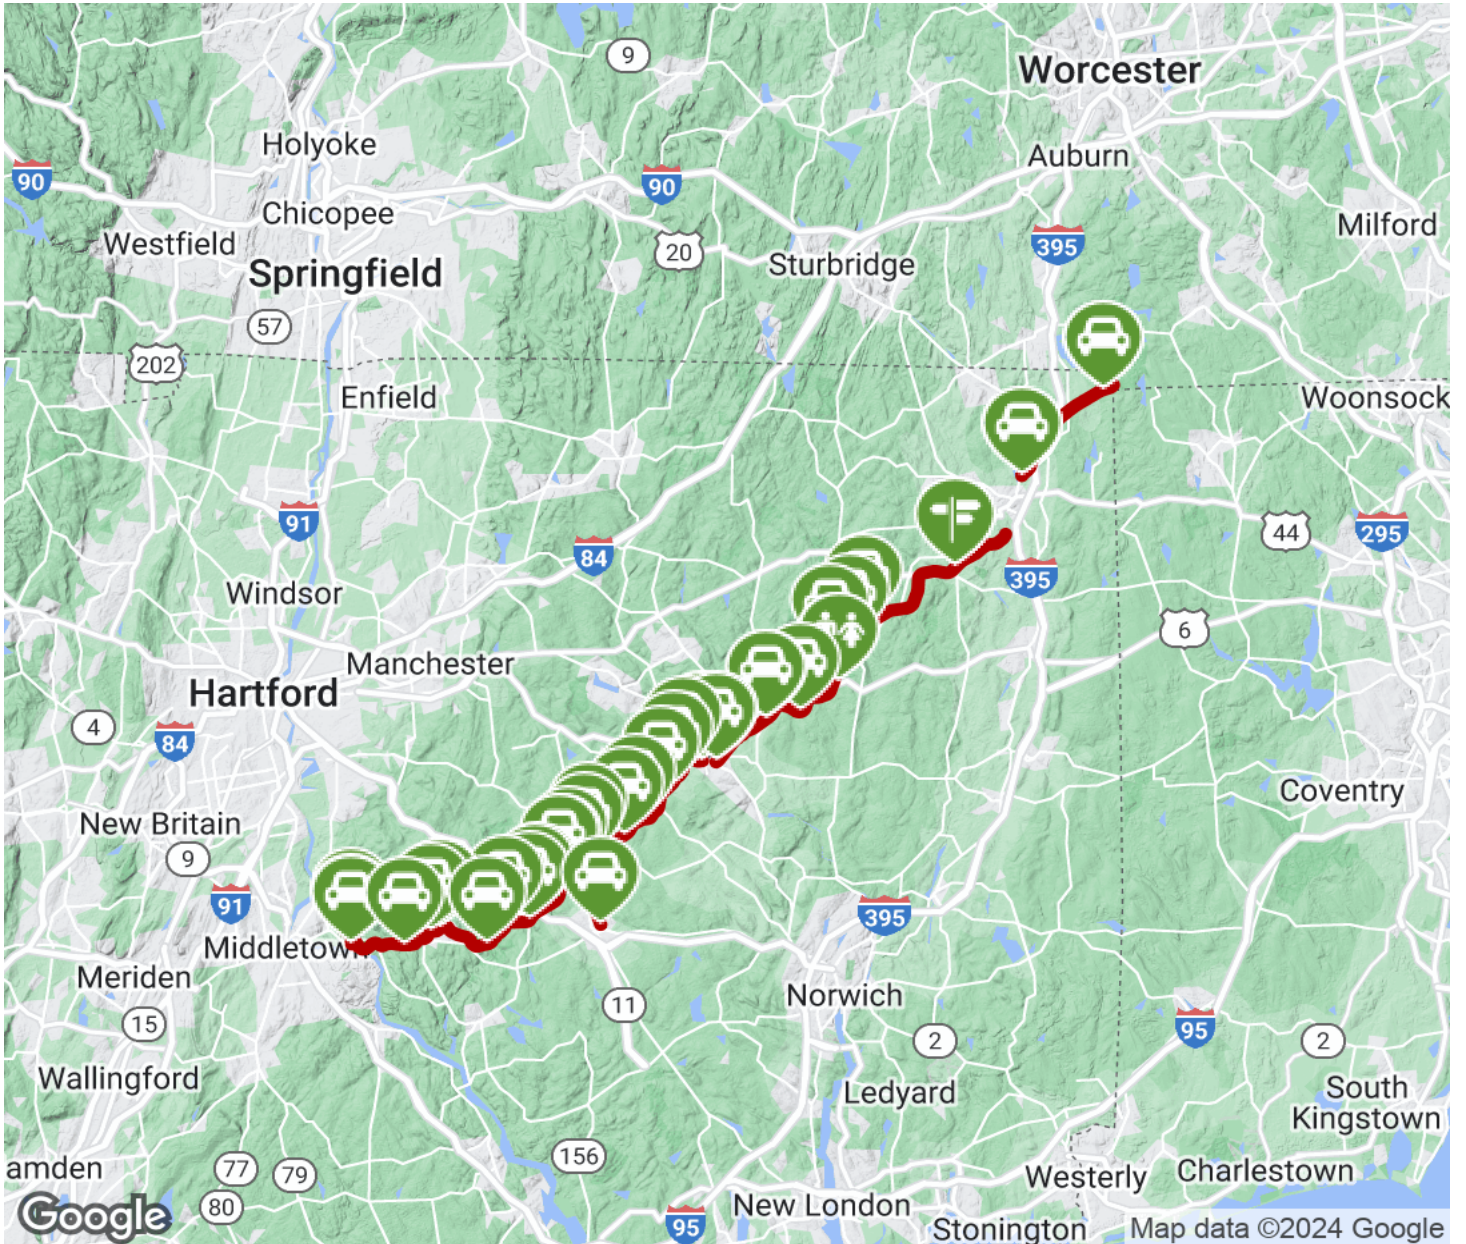 9
Worcester
Holyoke
Auburn
90
90
Chicopee
Westfield
20
395
Milford
Springfield
Sturbridge
57
202
Enfield
Woonsock
91
84
44
295
395
Windsor
6
Manchester
Hartford
4
84
Coventry
New Britain
9
91
395
Middletow
Meriden
Norwich
11
15
2
95
2
Wallingford
Ledyard
South
Kingstown
156
amden
77
79
Westerly
Charlestown
80
New London
95
Stonington
Google
Map data ©2024 Google